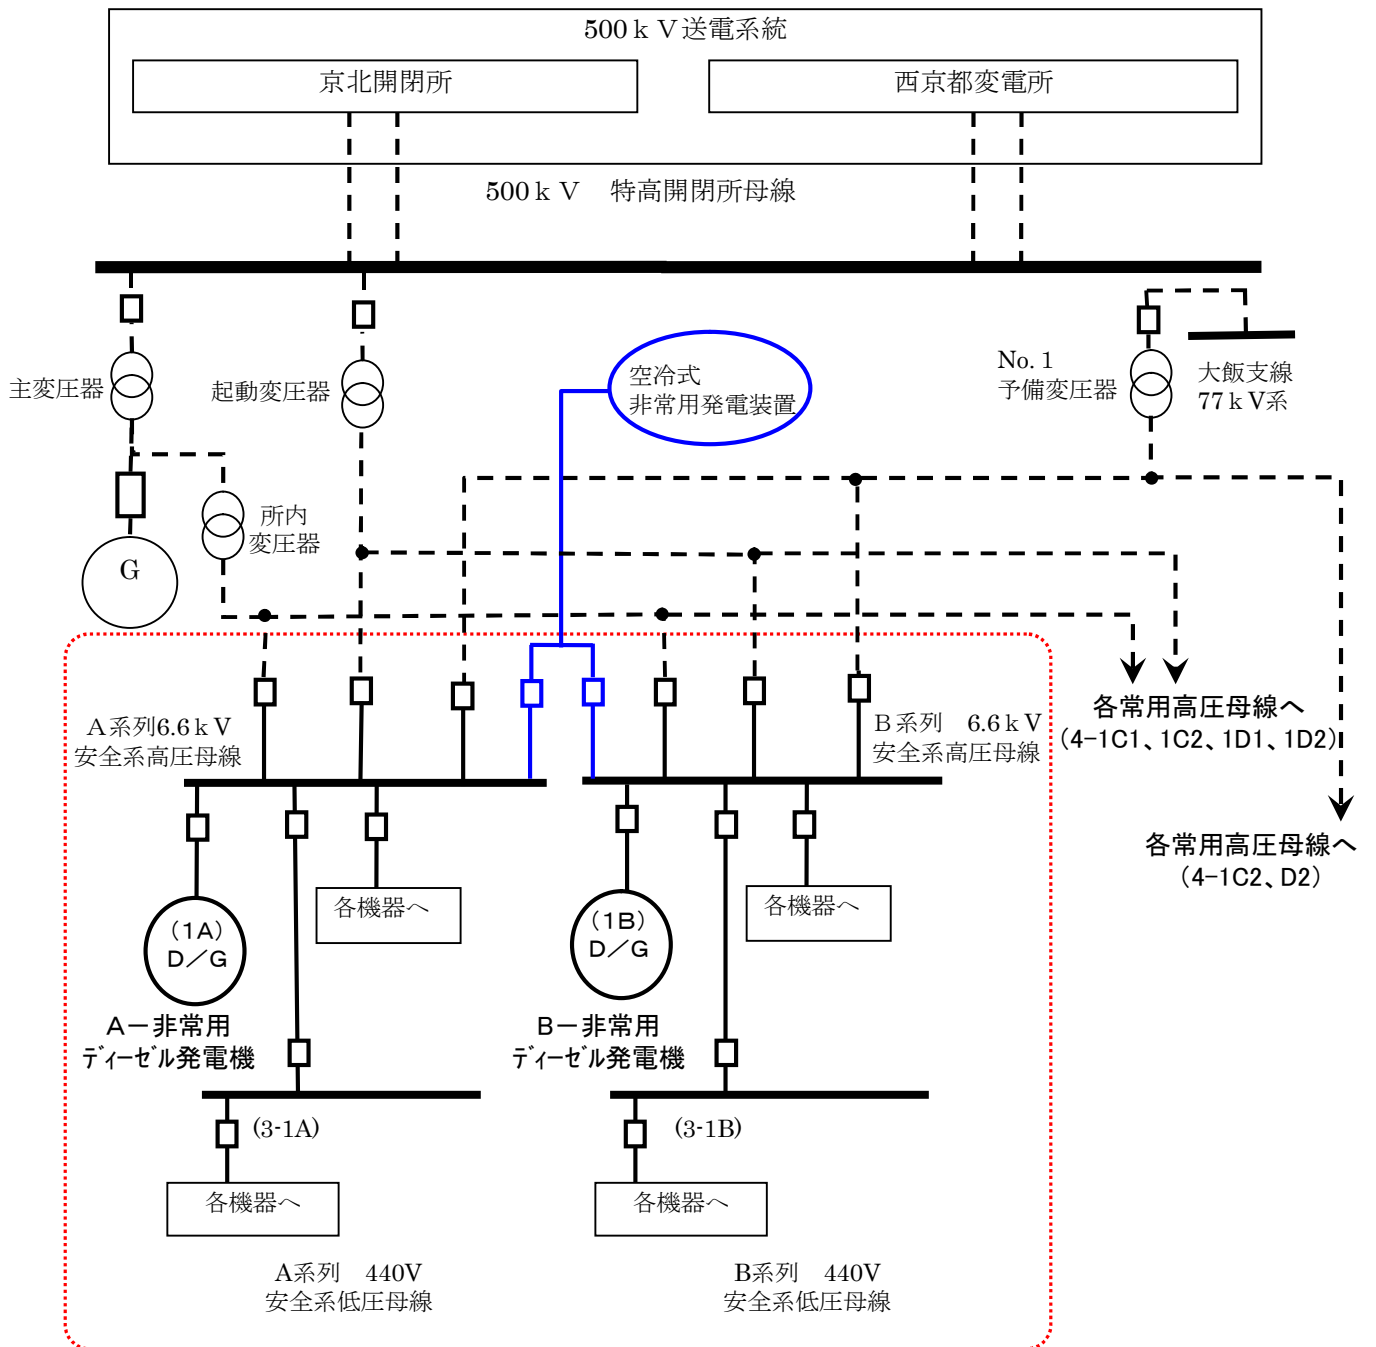 500ｋＶ送電系統
京北開閉所
西京都変電所
500ｋＶ　特高開閉所母線
主変圧器
起動変圧器
空冷式
非常用発電装置
No. 1
予備変圧器
大飯支線
77ｋV系
所内
変圧器
G
A系列6.6ｋV
安全系高圧母線
B系列　6.6ｋV
安全系高圧母線
各常用高圧母線へ
(4-1C1、1C2、1D1、1D2)
各常用高圧母線へ
(4-1C2、D2)
各機器へ
各機器へ
(1A)
D／G
(1B)
D／G
A－非常用
ﾃﾞｨｰｾﾞﾙ発電機
B－非常用
ﾃﾞｨｰｾﾞﾙ発電機
(3-1A)
(3-1B)
各機器へ
各機器へ
A系列　440V
安全系低圧母線
B系列　440V
安全系低圧母線